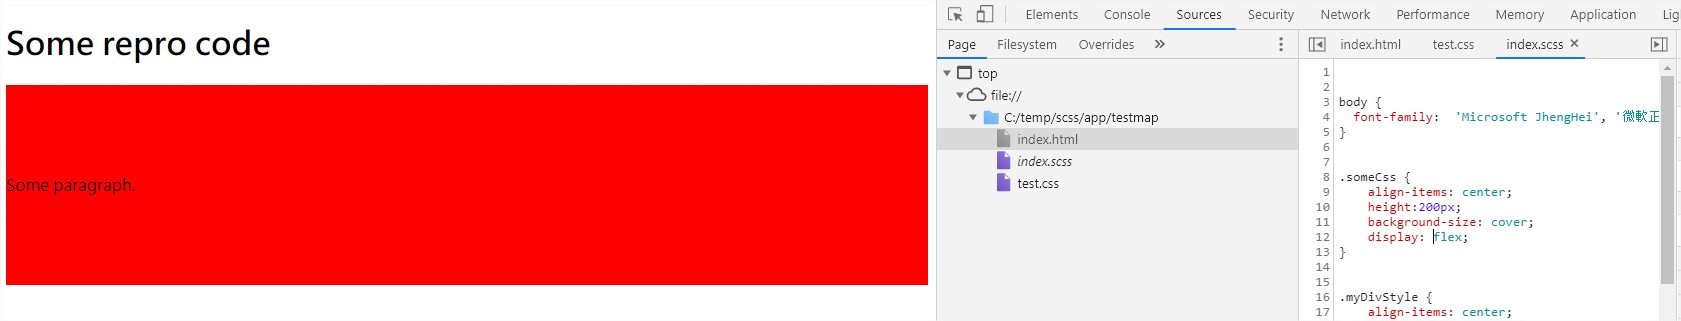 Some repro code
Some paragraph.
Elements Console Sources Security Network Performance Memory Application Lig
Page Filesystem Overrides »
top
file://
C:/temp/scss/app/testmap
index.html
index.scss
test.css
index.html test.css index.scss ×
1
2
3 body {
4 font-family: 'Microsoft JhengHei', '微軟正
5 }
6
7
8 .someCss {
9 align-items: center;
10 height:200px;
11 background-size: cover;
12 display: flex;
13 }
14
15
16 .myDivStyle {
17 align-items: center;